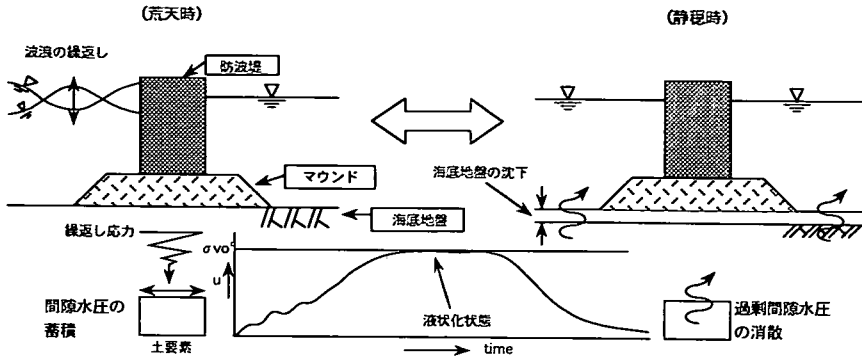 (荒天時)
(静穏時)
波浪の繰返し
防波堤
マウンド
海底地盤の沈下
海底地盤
繰返し応力
σvo'
u
間隙水圧の
蓄積
土要素
液状化状態
time
過剰間隙水圧
の消散